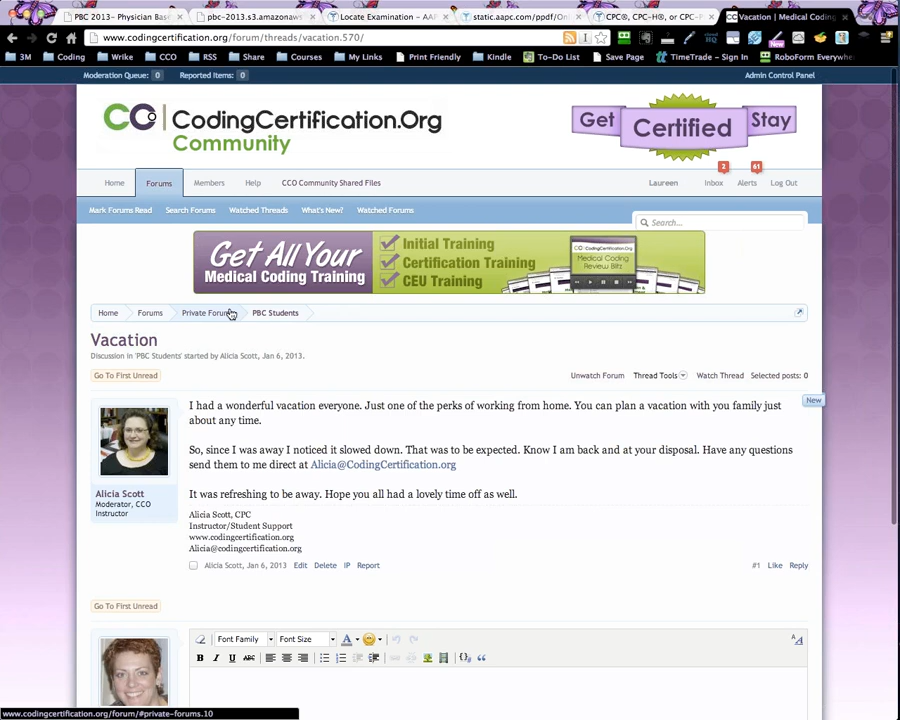 PBC 2013– Physician Base
pbc-2013.s3.amazonaws
Locate Examination – AA
static.aapc.com/ppdf/On
CPC®, CPC-H®, or CPC-P
Vacation | Medical Coding
www.codingcertification.org/forum/threads/vacation.570/
3M Coding Wrike CCO RSS Share Courses My Links Print Friendly Kindle To-Do List Save Page TimeTrade – Sign In RoboForm Everywhe
Moderation Queue: 0 Reported Items: 0 Admin Control Panel
CCO | CodingCertification.Org
Community
Get Certified Stay
2 61
Home Forums Members Help CCO Community Shared Files Laureen Inbox Alerts Log Out
Mark Forums Read Search Forums Watched Threads What's New? Watched Forums
Search...
Get All Your
Medical Coding Training
Initial Training
Certification Training
CEU Training
Medical Coding
Review Blitz
Home Forums Private Forums PBC Students
Vacation
Discussion in 'PBC Students' started by Alicia Scott, Jan 6, 2013.
Go To First Unread Unwatch Forum Thread Tools Watch Thread Selected posts: 0
New
I had a wonderful vacation everyone. Just one of the perks of working from home. You can plan a vacation with you family just
about any time.
So, since I was away I noticed it slowed down. That was to be expected. Know I am back and at your disposal. Have any questions
send them to me direct at Alicia@CodingCertification.org
It was refreshing to be away. Hope you all had a lovely time off as well.
Alicia Scott
Moderator, CCO
Instructor
Alicia Scott, CPC
Instructor/Student Support
www.codingcertification.org
Alicia@codingcertification.org
Alicia Scott, Jan 6, 2013 Edit Delete IP Report #1 Like Reply
Go To First Unread
Font Family Font Size A
B I U ABC
www.codingcertification.org/forum/#private-forums.10